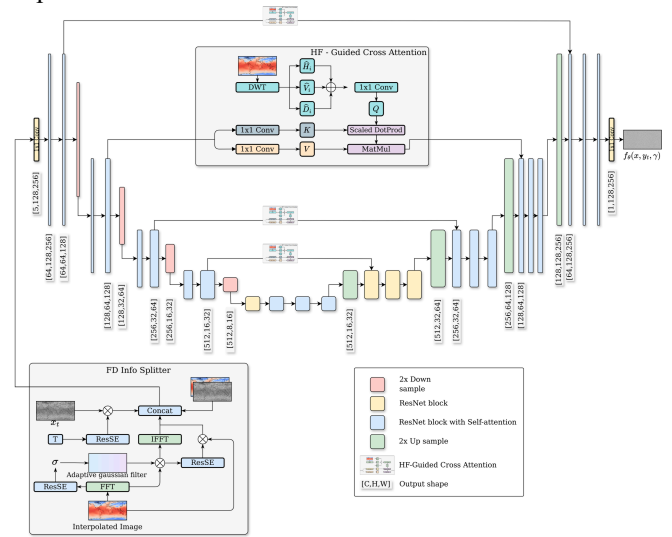 HF - Guided Cross Attention
DWT
Ĥᵢ
V̂ᵢ
D̂ᵢ
1x1 Conv
Q
1x1 Conv
K
Scaled DotProd
1x1 Conv
V
MatMul
[5,128,256]
[64,128,256]
[64,64,128]
[128,64,128]
[128,32,64]
[256,32,64]
[256,16,32]
[512,16,32]
[512,8,16]
[512,16,32]
[512,32,64]
[256,32,64]
[256,64,128]
[128,64,128]
[128,128,256]
[64,128,256]
[1,128,256]
f_θ(x, y_t, γ)
FD Info Splitter
x_t
Concat
T
ResSE
IFFT
σ
Adaptive gaussian filter
ResSE
ResSE
FFT
Interpolated Image
2x Down
sample
ResNet block
ResNet block with Self-attention
2x Up sample
HF-Guided Cross Attention
[C,H,W]
Output shape